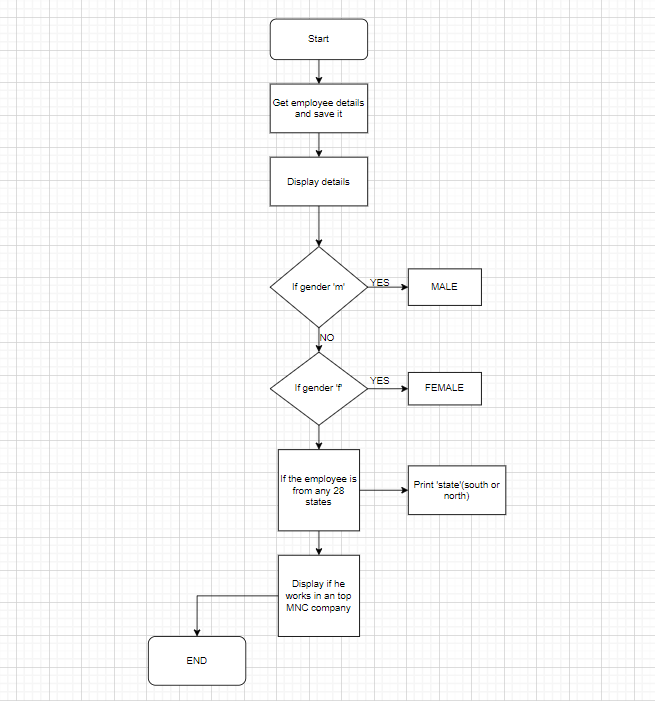 Start
Get employee details
and save it
Display details
If gender 'm'
YES
MALE
NO
If gender 'f'
YES
FEMALE
If the employee is
from any 28
states
Print 'state'(south or
north)
Display if he
works in an top
MNC company
END